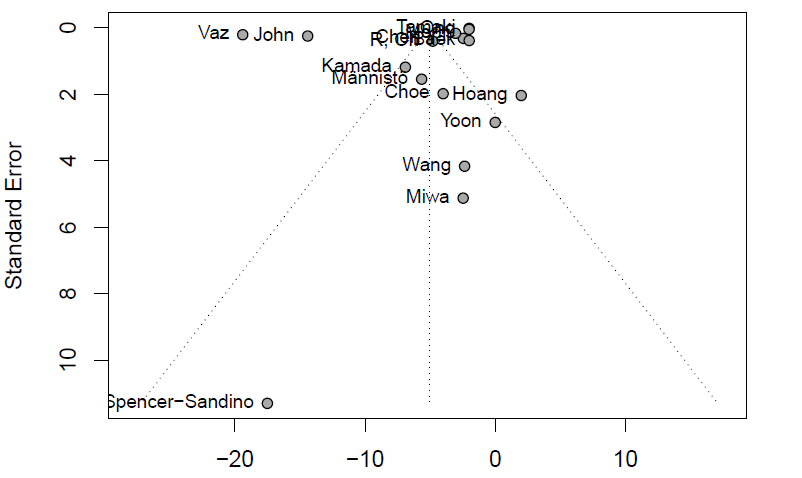 0
Tamaki
Vaz
John
Kamada
Männistö
2
Choe
Hoang
Yoon
4
Wang
Miwa
6
8
10
Spencer−Sandino
Standard Error
−20
−10
0
10